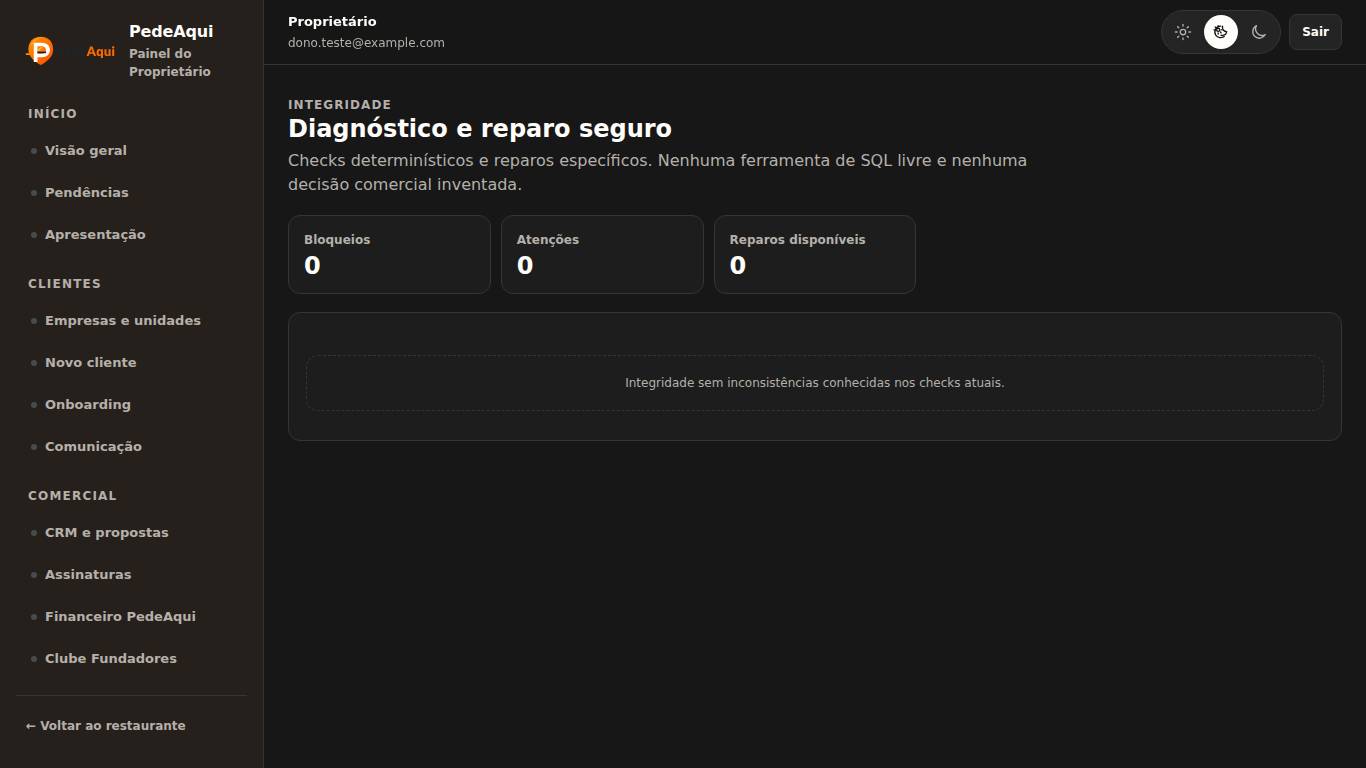 P
Aqui
PedeAqui
Painel do
Proprietário
INÍCIO
Visão geral
Pendências
Apresentação
CLIENTES
Empresas e unidades
Novo cliente
Onboarding
Comunicação
COMERCIAL
CRM e propostas
Assinaturas
Financeiro PedeAqui
Clube Fundadores
← Voltar ao restaurante
Proprietário
dono.teste@example.com
Sair
INTEGRIDADE
Diagnóstico e reparo seguro
Checks determinísticos e reparos específicos. Nenhuma ferramenta de SQL livre e nenhuma
decisão comercial inventada.
Bloqueios
0
Atenções
0
Reparos disponíveis
0
Integridade sem inconsistências conhecidas nos checks atuais.